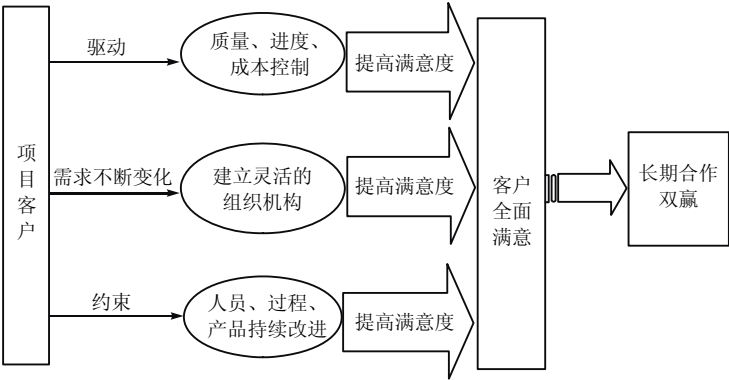 项
目
客
户
驱动
质量、进度、
成本控制
提高满意度
需求不断变化
建立灵活的
组织机构
提高满意度
约束
人员、过程、
产品持续改进
提高满意度
客户
全面
满意
长期合作
双赢